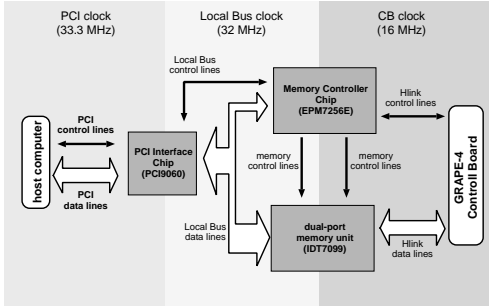 PCI clock
(33.3 MHz)
Local Bus clock
(32 MHz)
CB clock
(16 MHz)
Local Bus
control lines
Memory Controller
Chip
(EPM7256E)
Hlink
control lines
PCI
control lines
host computer
PCI Interface
Chip
(PCI9060)
PCI
data lines
memory
control lines
memory
control lines
GRAPE-4
Controll Board
Local Bus
data lines
dual-port
memory unit
(IDT7099)
Hlink
data lines